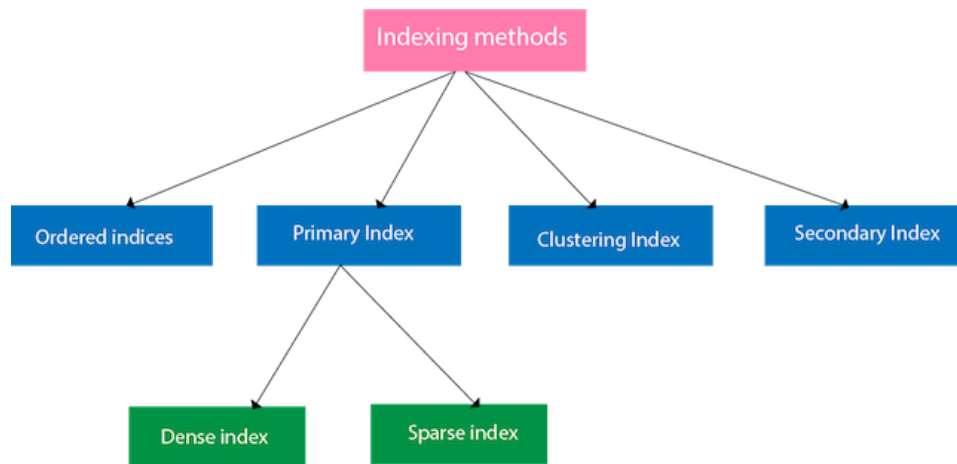 Indexing methods
Ordered indices
Primary Index
Clustering Index
Secondary Index
Dense index
Sparse index